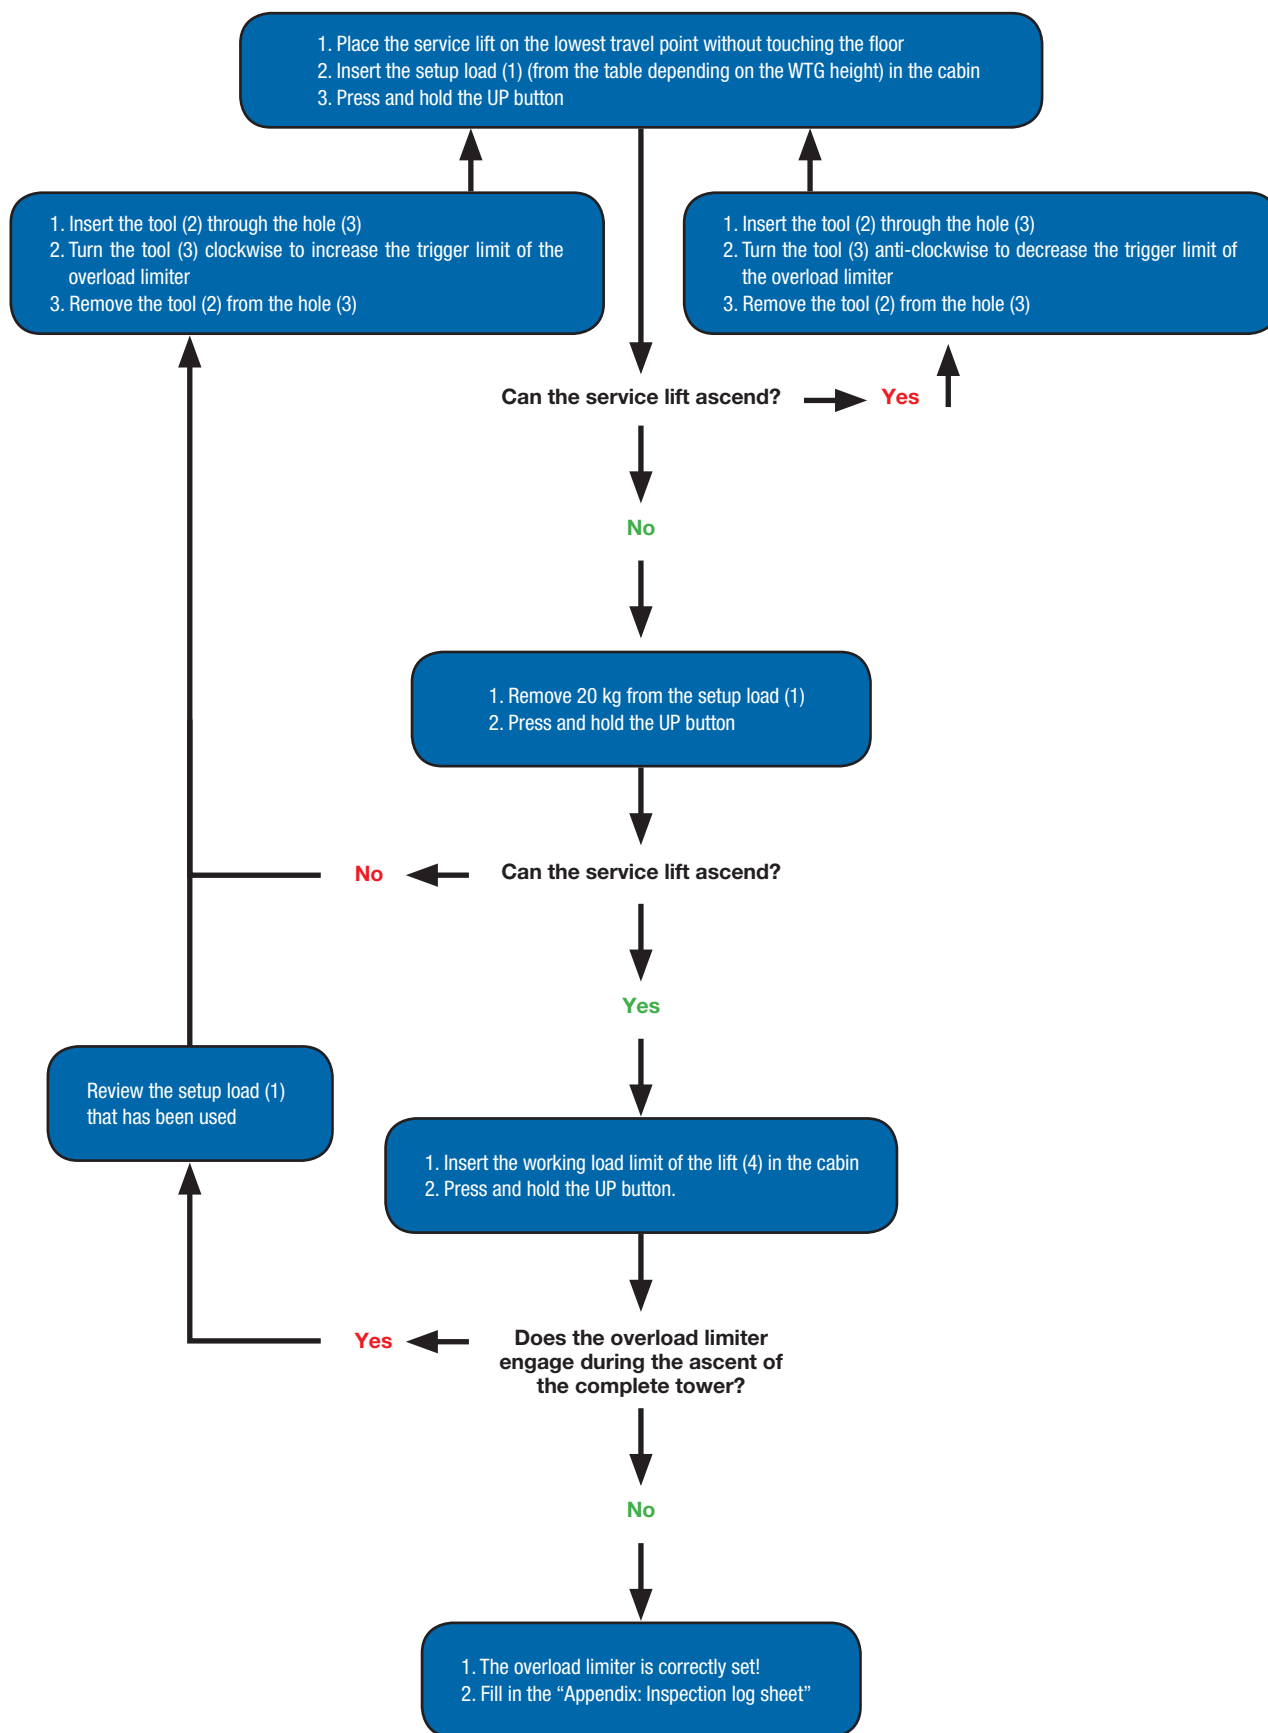 1. Place the service lift on the lowest travel point without touching the floor
2. Insert the setup load (1) (from the table depending on the WTG height) in the cabin
3. Press and hold the UP button
1. Insert the tool (2) through the hole (3)
2. Turn the tool (3) clockwise to increase the trigger limit of the
overload limiter
3. Remove the tool (2) from the hole (3)
1. Insert the tool (2) through the hole (3)
2. Turn the tool (3) anti-clockwise to decrease the trigger limit of
the overload limiter
3. Remove the tool (2) from the hole (3)
Can the service lift ascend?
Yes
No
1. Remove 20 kg from the setup load (1)
2. Press and hold the UP button
No
Can the service lift ascend?
Yes
Review the setup load (1)
that has been used
1. Insert the working load limit of the lift (4) in the cabin
2. Press and hold the UP button.
Yes
Does the overload limiter
engage during the ascent of
the complete tower?
No
1. The overload limiter is correctly set!
2. Fill in the “Appendix: Inspection log sheet”